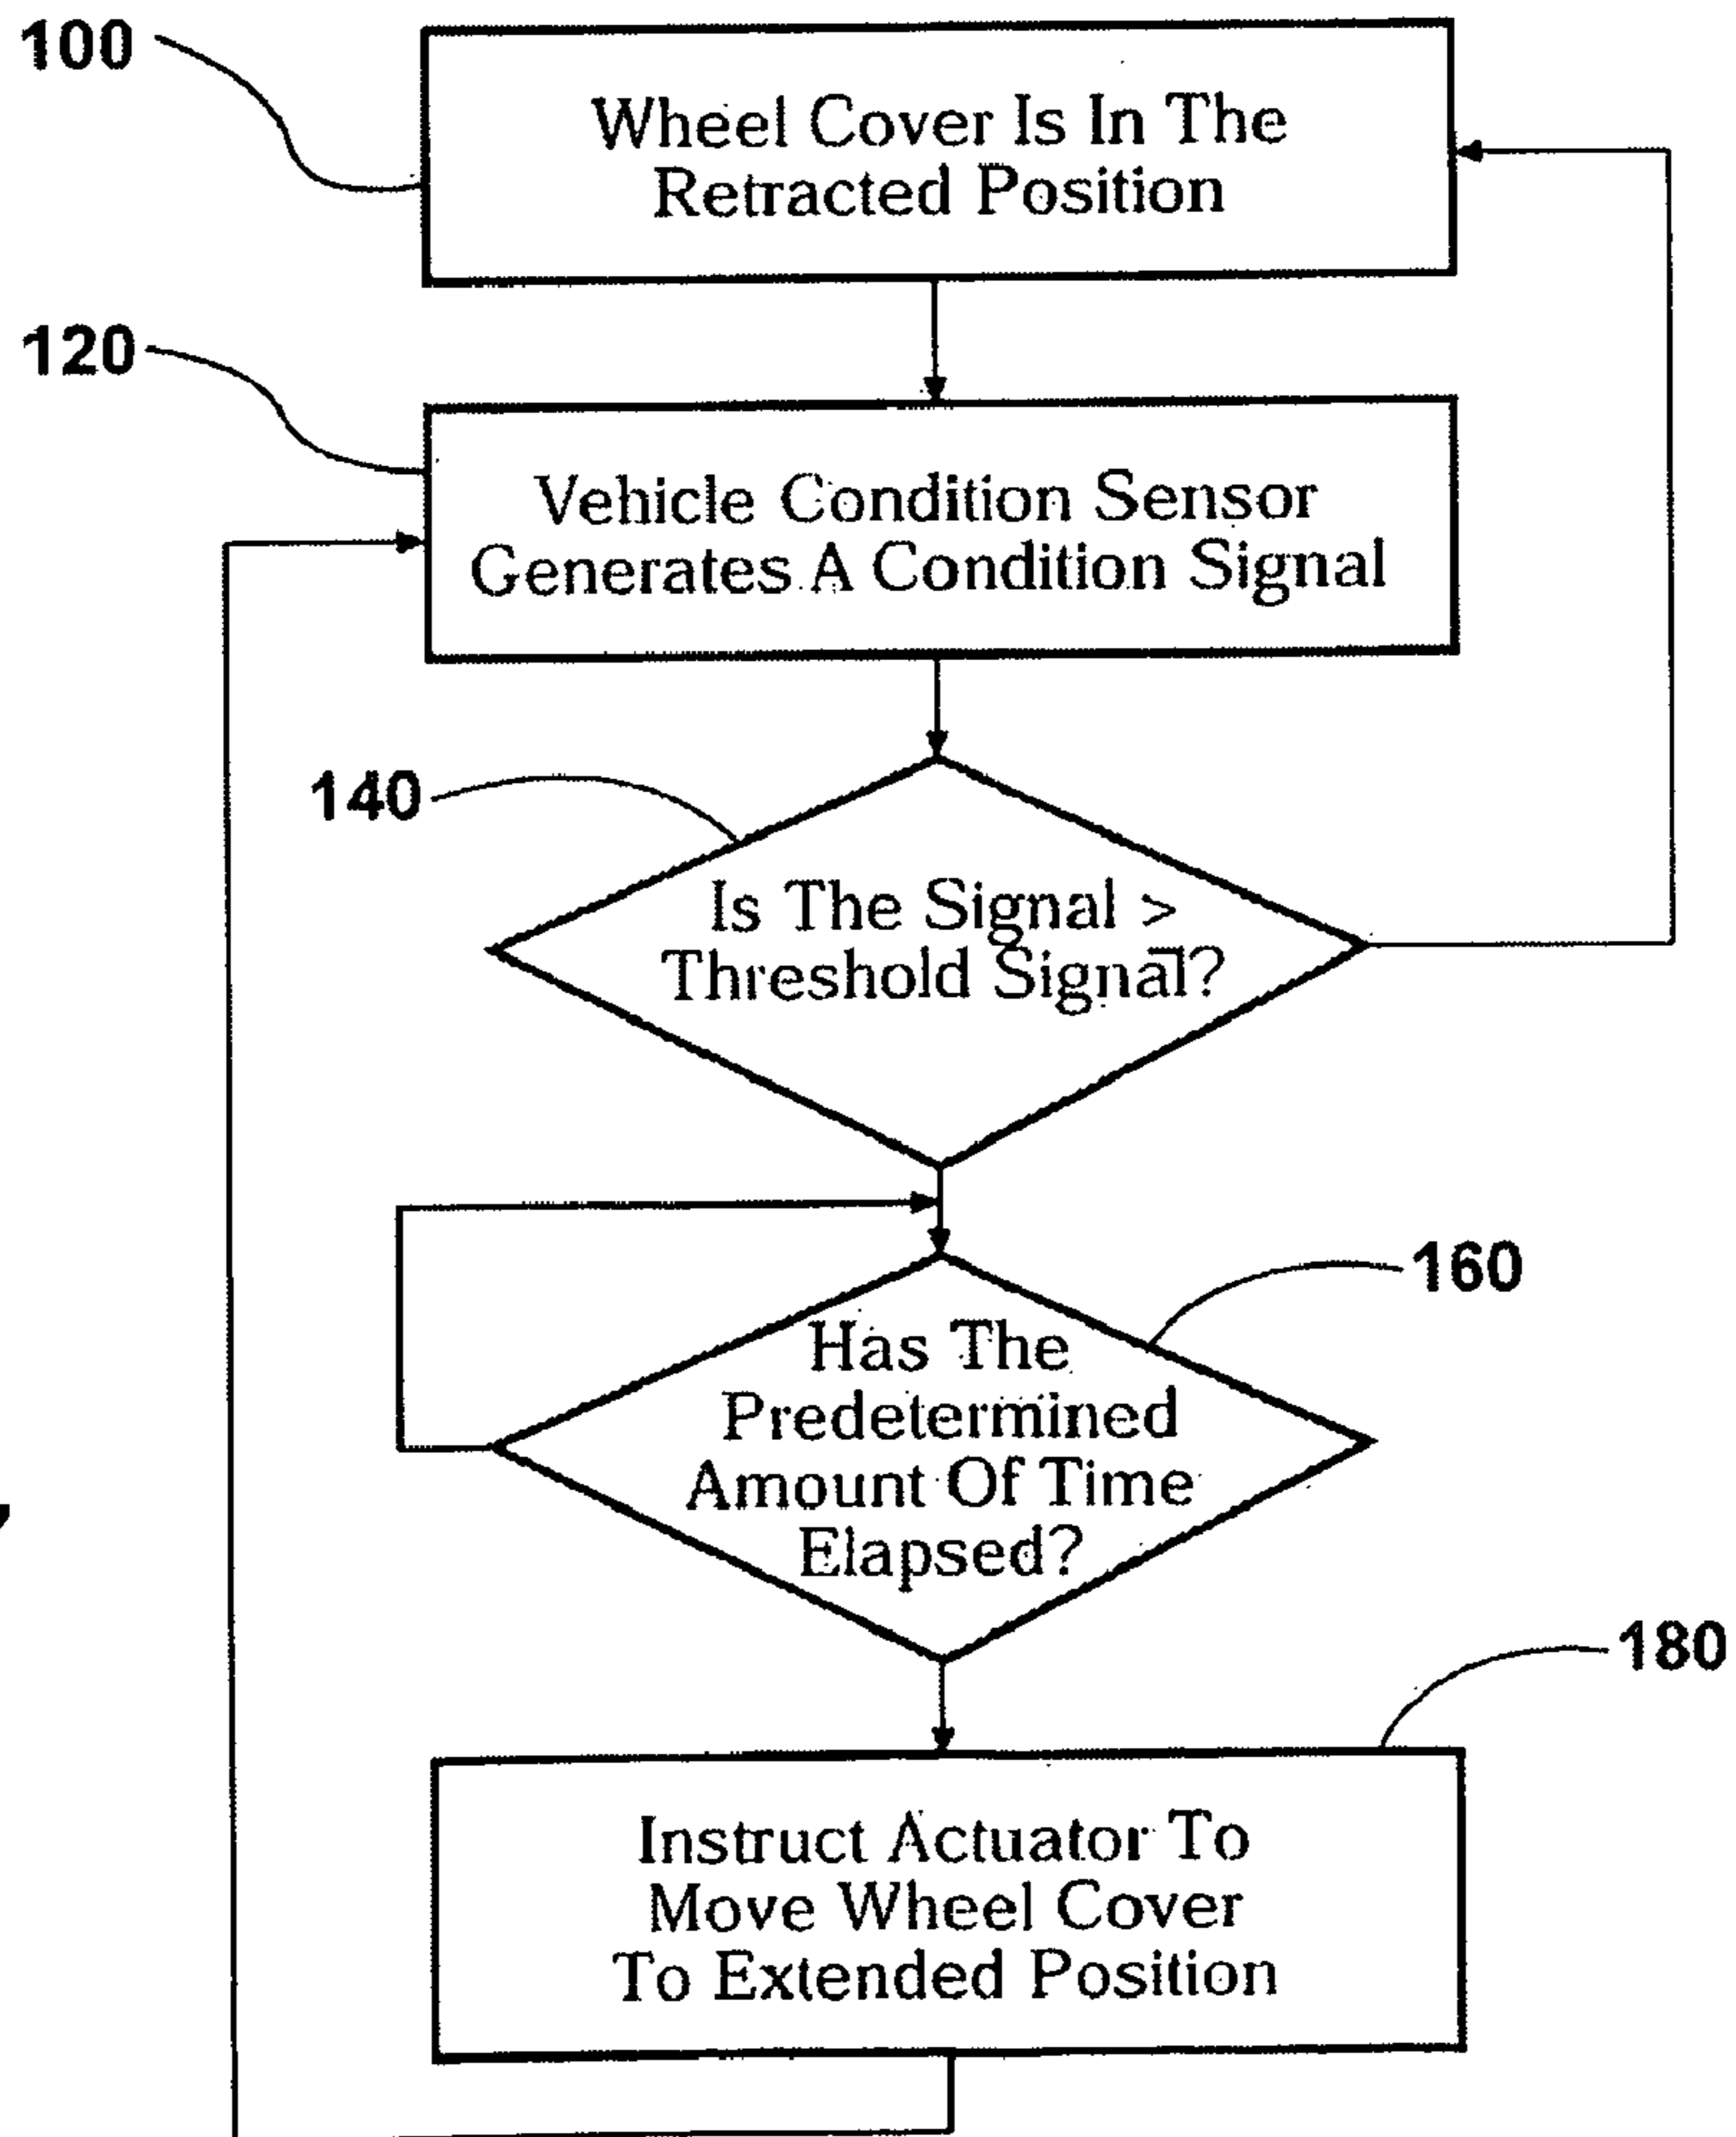 100
Wheel Cover Is In The
Retracted Position
120
Vehicle Condition Sensor
Generates A Condition Signal
140
Is The Signal >
Threshold Signal?
160
Has The
Predetermined
Amount Of Time
Elapsed?
180
Instruct Actuator To
Move Wheel Cover
To Extended Position